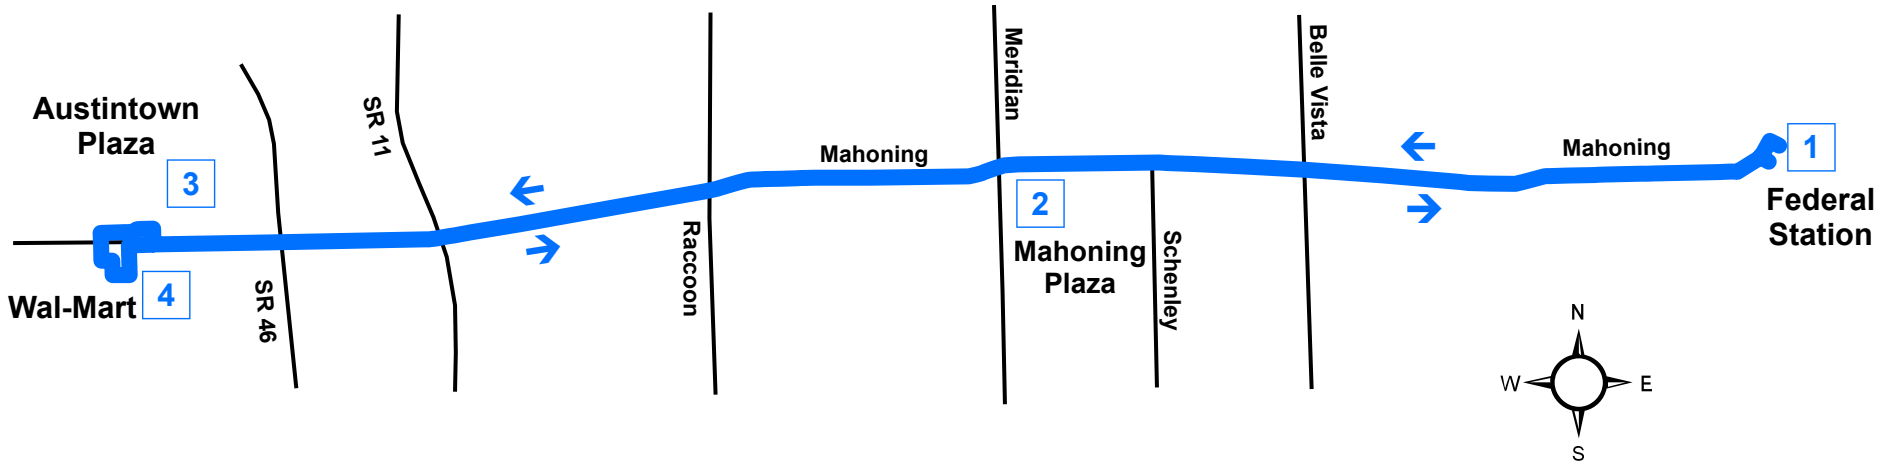 Austintown
Plaza
3
SR 46
SR 11
Wal-Mart
4
Raccoon
Mahoning
Meridian
2
Mahoning
Plaza
Schenley
Belle Vista
Mahoning
1
Federal
Station
N
W
E
S